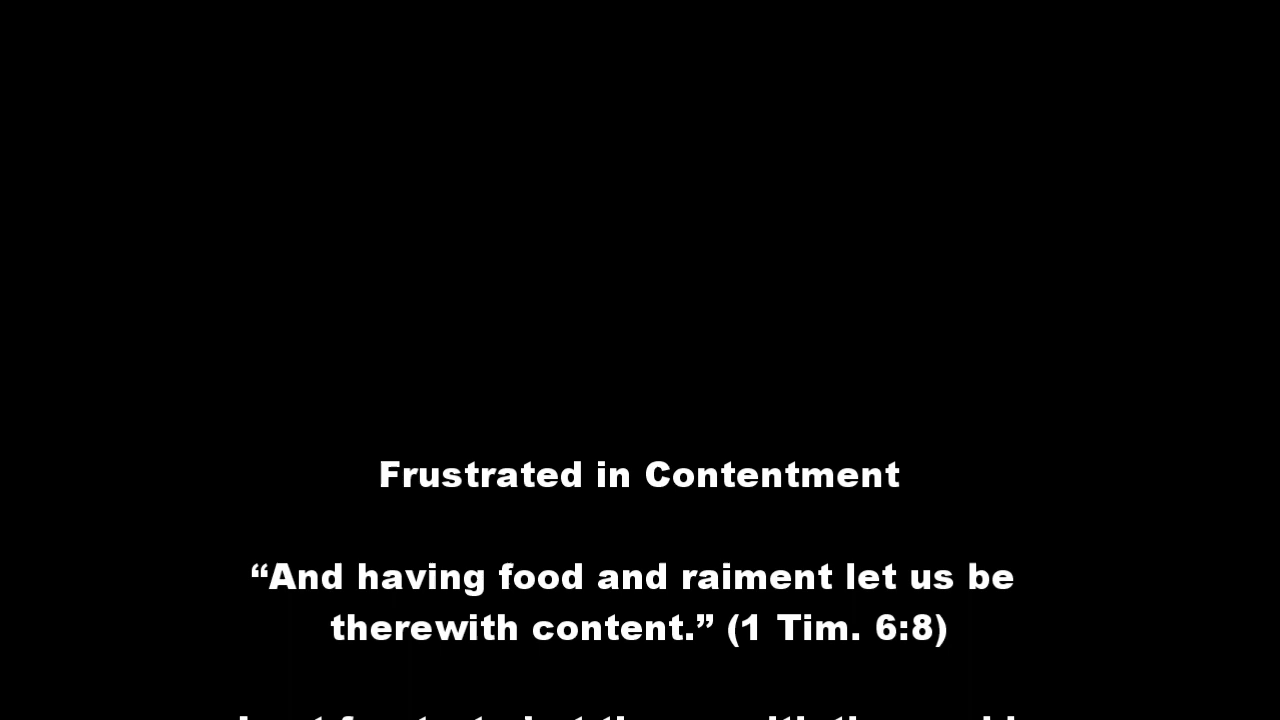 Frustrated in Contentment
“And having food and raiment let us be
therewith content.” (1 Tim. 6:8)